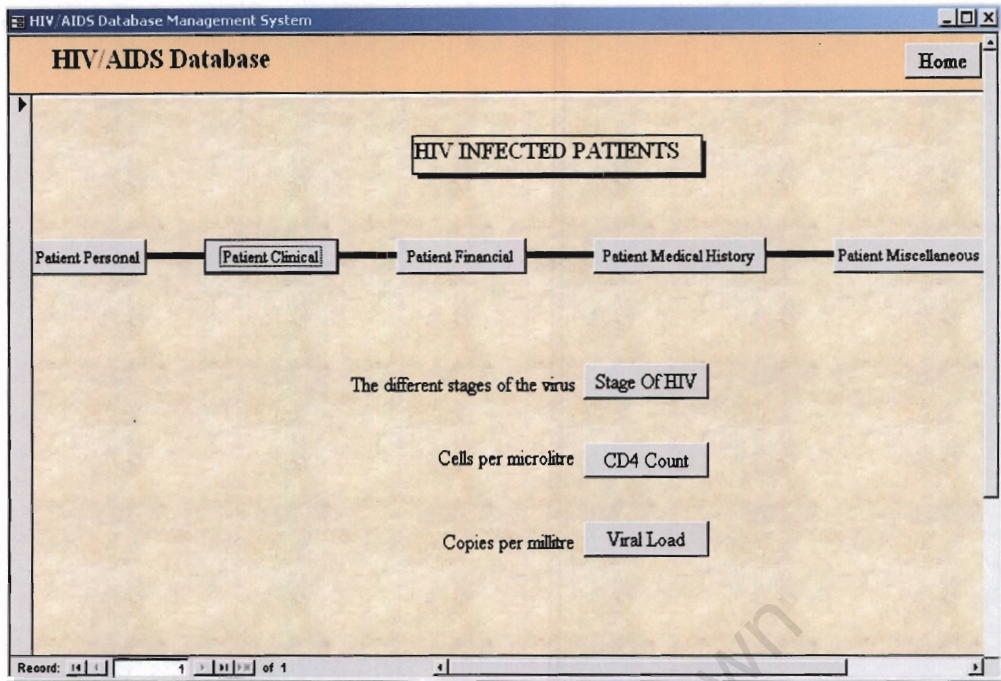 HIV/AIDS Database Management System
HIV/AIDS Database
Home
HIV INFECTED PATIENTS
Patient Personal
Patient Clinical
Patient Financial
Patient Medical History
Patient Miscellaneous
The different stages of the virus
Stage Of HIV
Cells per microlitre
CD4 Count
Copies per millitre
Viral Load
Record: 1 of 1
wn